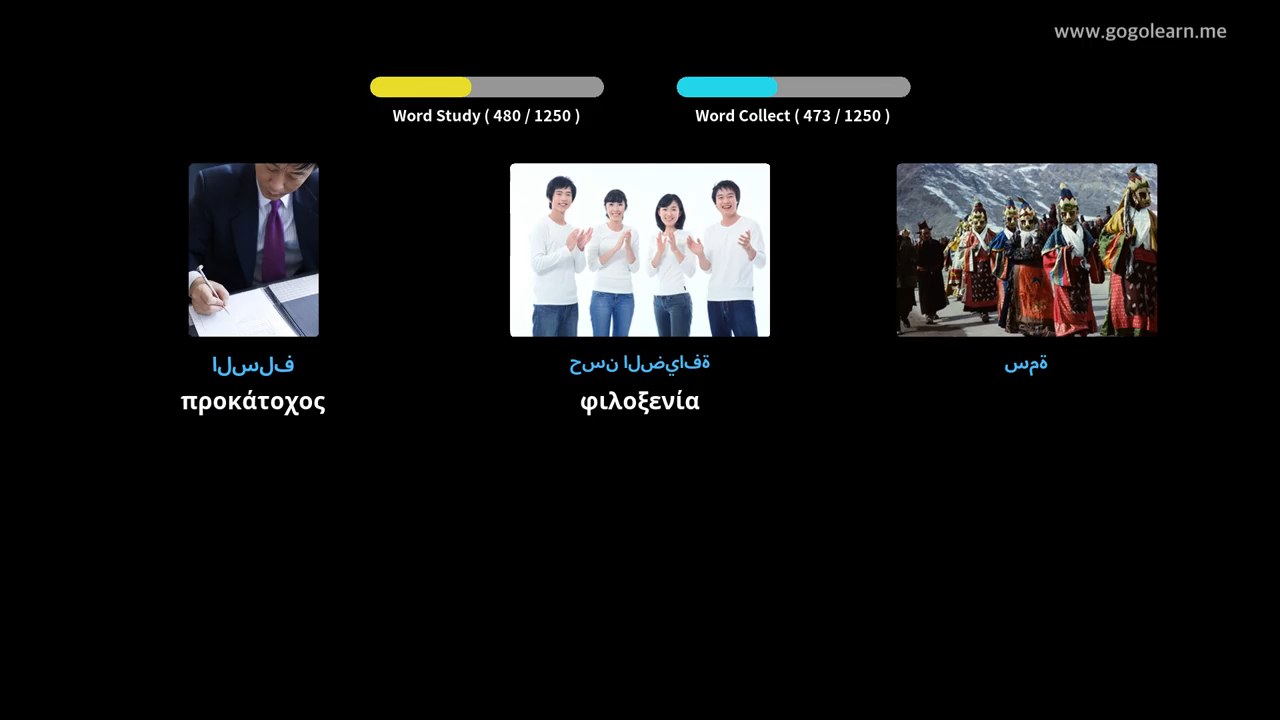 www.gogolearn.me
Word Study ( 480 / 1250 )
Word Collect ( 473 / 1250 )
السلف
προκάτοχος
حسن الضيافة
φιλοξενία
سمة